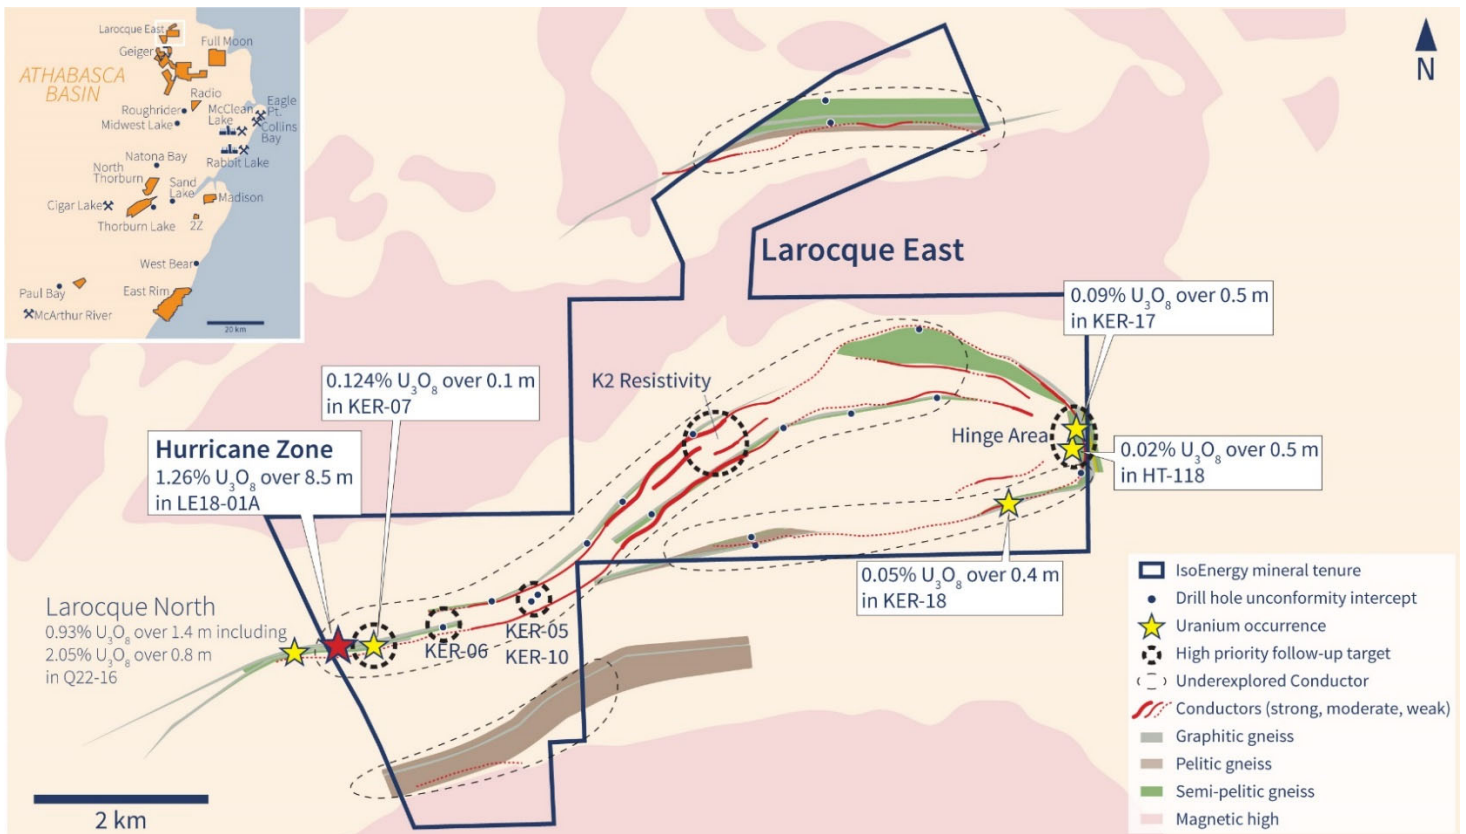 Larocque East
Geiger
Full Moon
ATHABASCA
BASIN
Radio
Roughrider
McClean
Lake
Eagle
Pt.
Midwest Lake
Collins
Bay
Natona Bay
Rabbit Lake
North
Thorburn
Sand
Lake
Cigar Lake
Madison
Thorburn Lake
2Z
West Bear
Paul Bay
East Rim
McArthur River
20 km
N
Larocque East
0.09% U₃O₈ over 0.5 m
in KER-17
K2 Resistivity
0.124% U₃O₈ over 0.1 m
in KER-07
Hinge Area
Hurricane Zone
1.26% U₃O₈ over 8.5 m
in LE18-01A
0.02% U₃O₈ over 0.5 m
in HT-118
0.05% U₃O₈ over 0.4 m
in KER-18
Larocque North
0.93% U₃O₈ over 1.4 m including
2.05% U₃O₈ over 0.8 m
in Q22-16
KER-06
KER-05
KER-10
2 km
IsoEnergy mineral tenure
Drill hole unconformity intercept
Uranium occurrence
High priority follow-up target
Underexplored Conductor
Conductors (strong, moderate, weak)
Graphitic gneiss
Pelitic gneiss
Semi-pelitic gneiss
Magnetic high